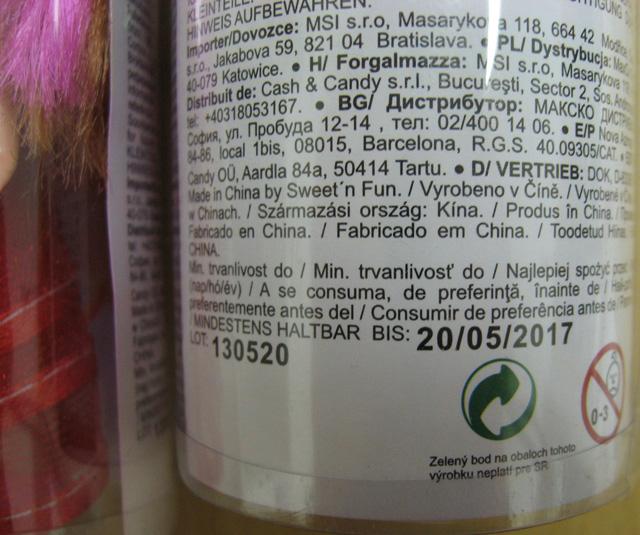 KLEINTEILE
HINWEIS AUFBEWAHREN.
Importer/Dovozce: MSI s.r.o, Masarykova 118, 664 42 Modřice
s.r.o., Jakabova 59, 821 04 Bratislava. • PL/ Dystrybucja:
40-079 Katowice. • H/ Forgalmazza: MSI s.r.o, Masarykova
Distribuit de: Cash & Candy s.r.l., București, Sector 2, Sos.
tel: +40318053167. • BG/ Дистрибутор: МАКСКО
София, ул. Пробуда 12-14 , тел: 02/400 14 06. • E/P Nova
84-86, local 1bis, 08015, Barcelona, R.G.S. 40.09305/CAT. •
Candy OÜ, Aardla 84a, 50414 Tartu. • D/ VERTRIEB: DOK,
Made in China by Sweet´n Fun. / Vyrobeno v Číně. / Vyrobené v
w Chinach. / Származási ország: Kína. / Produs în China. /
Fabricado en China. / Fabricado em China. / Toodetud
CHINA.
Min. trvanlivost do / Min. trvanlivosť do / Najlepiej spożyć
(nap/hó/év) / A se consuma, de preferință, înainte de /
preferentemente antes del / Consumir de preferência antes de /
/ MINDESTENS HALTBAR BIS: 20/05/2017
LOT: 130520
0-3
Zelený bod na obaloch tohoto
výrobku neplatí pre SR